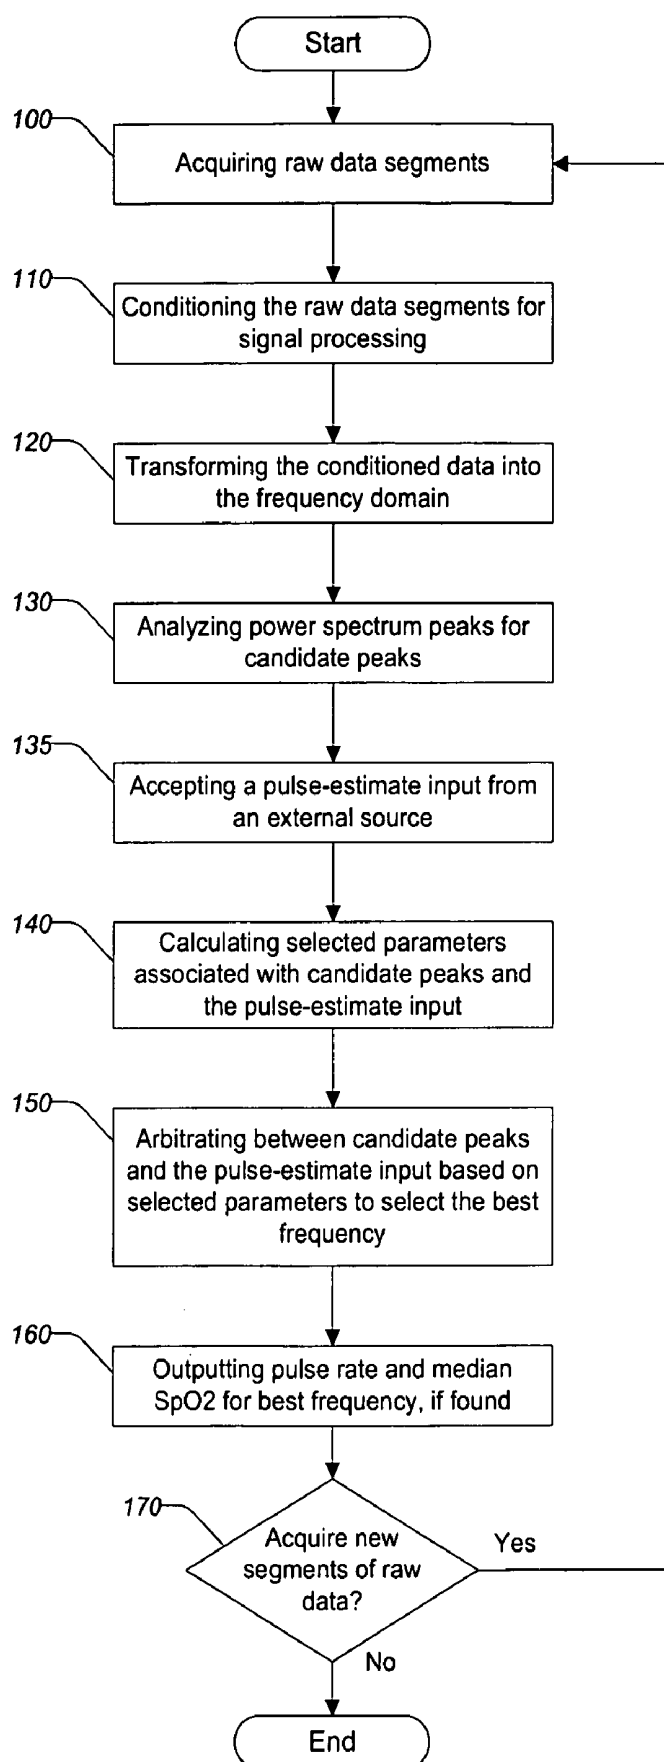 Start
100
Acquiring raw data segments
110
Conditioning the raw data segments for
signal processing
120
Transforming the conditioned data into
the frequency domain
130
Analyzing power spectrum peaks for
candidate peaks
135
Accepting a pulse-estimate input from
an external source
140
Calculating selected parameters
associated with candidate peaks and
the pulse-estimate input
150
Arbitrating between candidate peaks
and the pulse-estimate input based on
selected parameters to select the best
frequency
160
Outputting pulse rate and median
SpO2 for best frequency, if found
170
Acquire new
segments of raw
data?
Yes
No
End